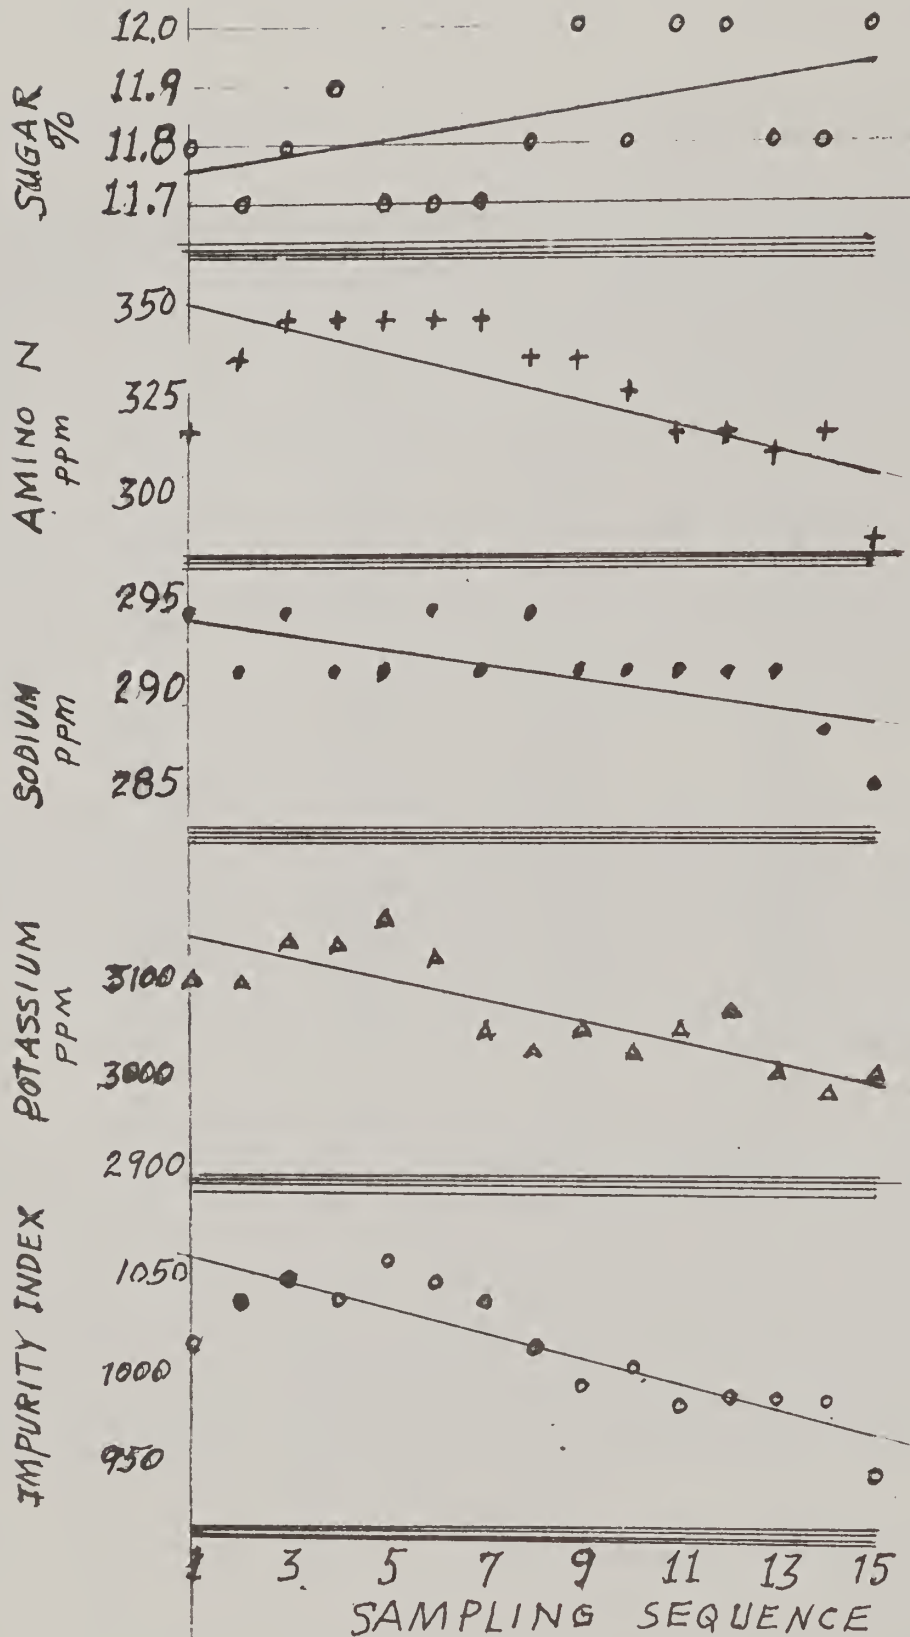 SUGAR
%
12.0
11.9
11.8
11.7
AMINO N
ppm
350
325
300
SODIUM
PPM
295
290
285
POTASSIUM
PPM
3100
3000
2900
IMPURITY INDEX
1050
1000
950
1 3 5 7 9 11 13 15
SAMPLING SEQUENCE